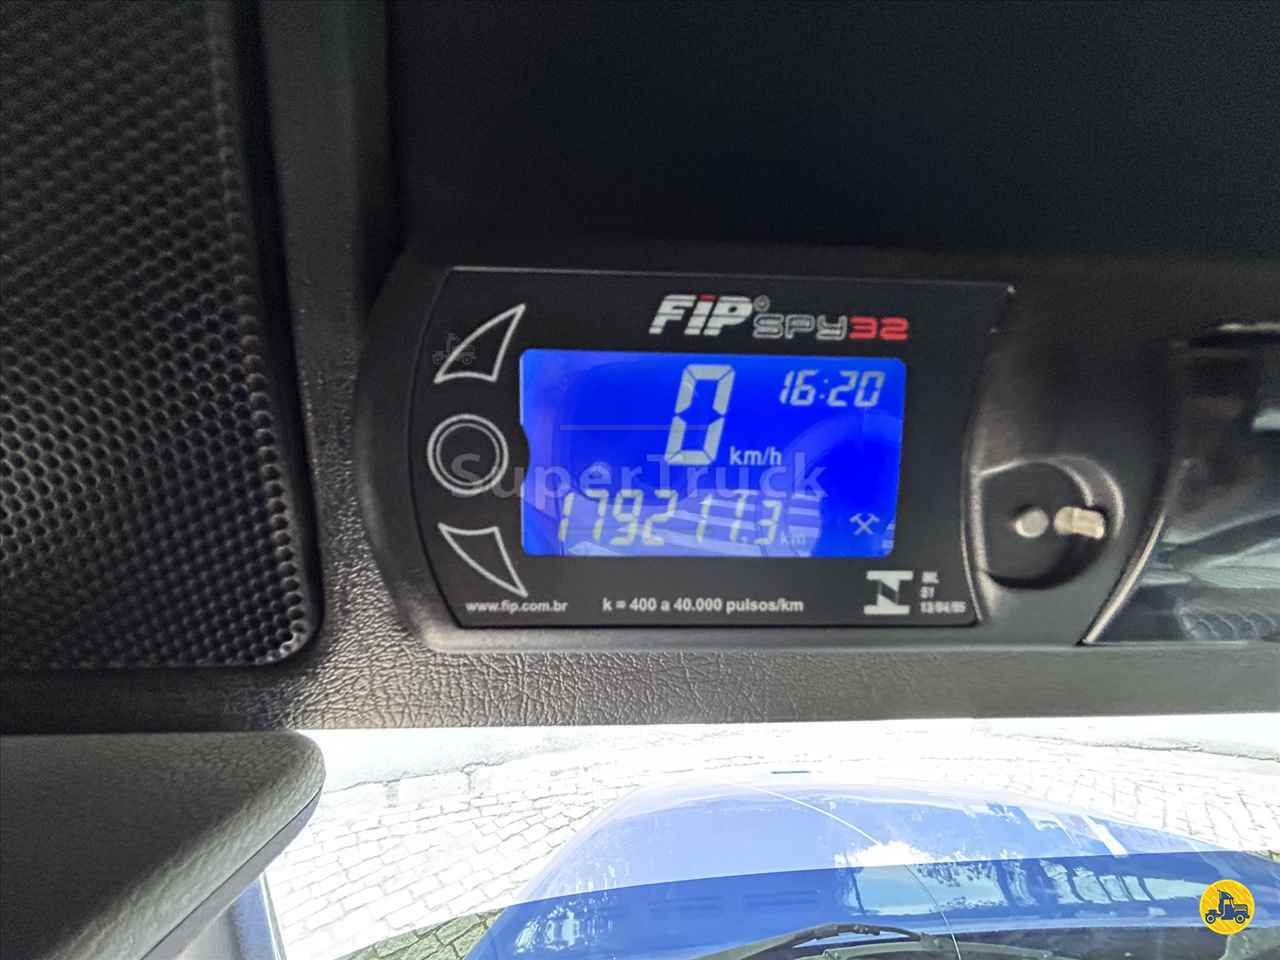 FiP® SPY32
16:20
0 km/h
SuperTruck
179217.3 km
www.fip.com.br k = 400 a 40.000 pulsos/km